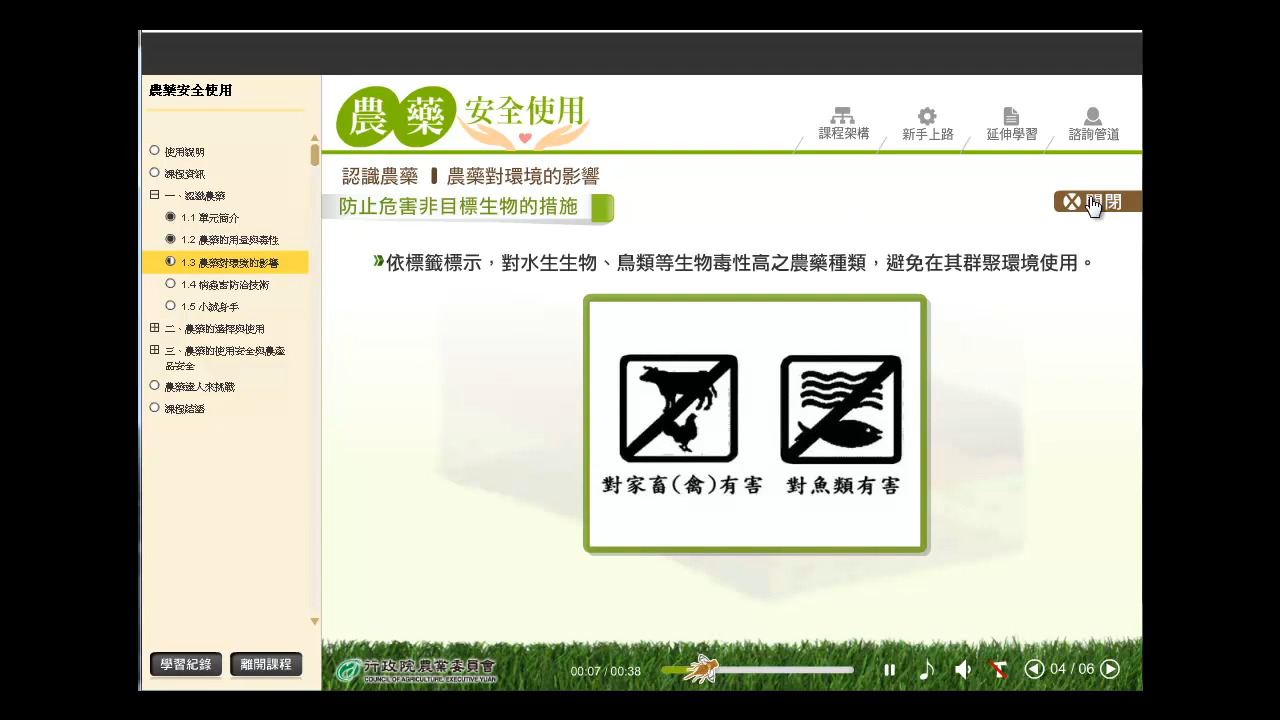 農藥安全使用
使用說明
課程資訊
一、認識農藥
1.1 單元簡介
1.2 農藥的用量與毒性
1.3 農藥對環境的影響
1.4 病蟲害防治技術
1.5 小試身手
二、農藥的選擇與使用
三、農藥的使用安全與農產
品安全
農藥達人來挑戰
課程結語
學習紀錄 離開課程
農藥 安全使用
課程架構 新手上路 延伸學習 諮詢管道
認識農藥 農藥對環境的影響
防止危害非目標生物的措施
關閉
依標籤標示，對水生生物、鳥類等生物毒性高之農藥種類，避免在其群聚環境使用。
對家畜(禽)有害 對魚類有害
行政院農業委員會
COUNCIL OF AGRICULTURE, EXECUTIVE YUAN
00:07 / 00:38
04 / 06